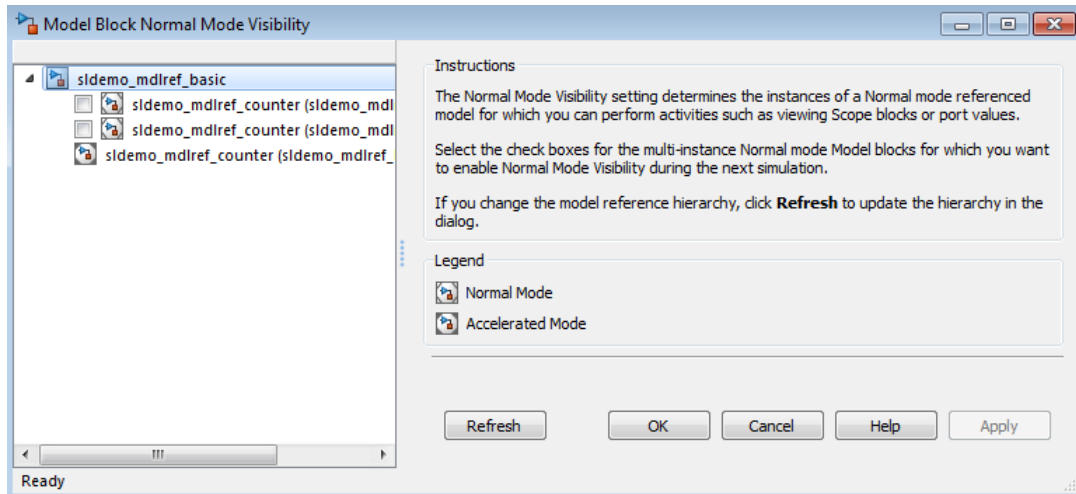 Model Block Normal Mode Visibility
sldemo_mdlref_basic
sldemo_mdlref_counter (sldemo_mdl
sldemo_mdlref_counter (sldemo_mdl
sldemo_mdlref_counter (sldemo_mdlref_
Ready
Instructions
The Normal Mode Visibility setting determines the instances of a Normal mode referenced
model for which you can perform activities such as viewing Scope blocks or port values.
Select the check boxes for the multi-instance Normal mode Model blocks for which you want
to enable Normal Mode Visibility during the next simulation.
If you change the model reference hierarchy, click Refresh to update the hierarchy in the
dialog.
Legend
Normal Mode
Accelerated Mode
Refresh OK Cancel Help Apply